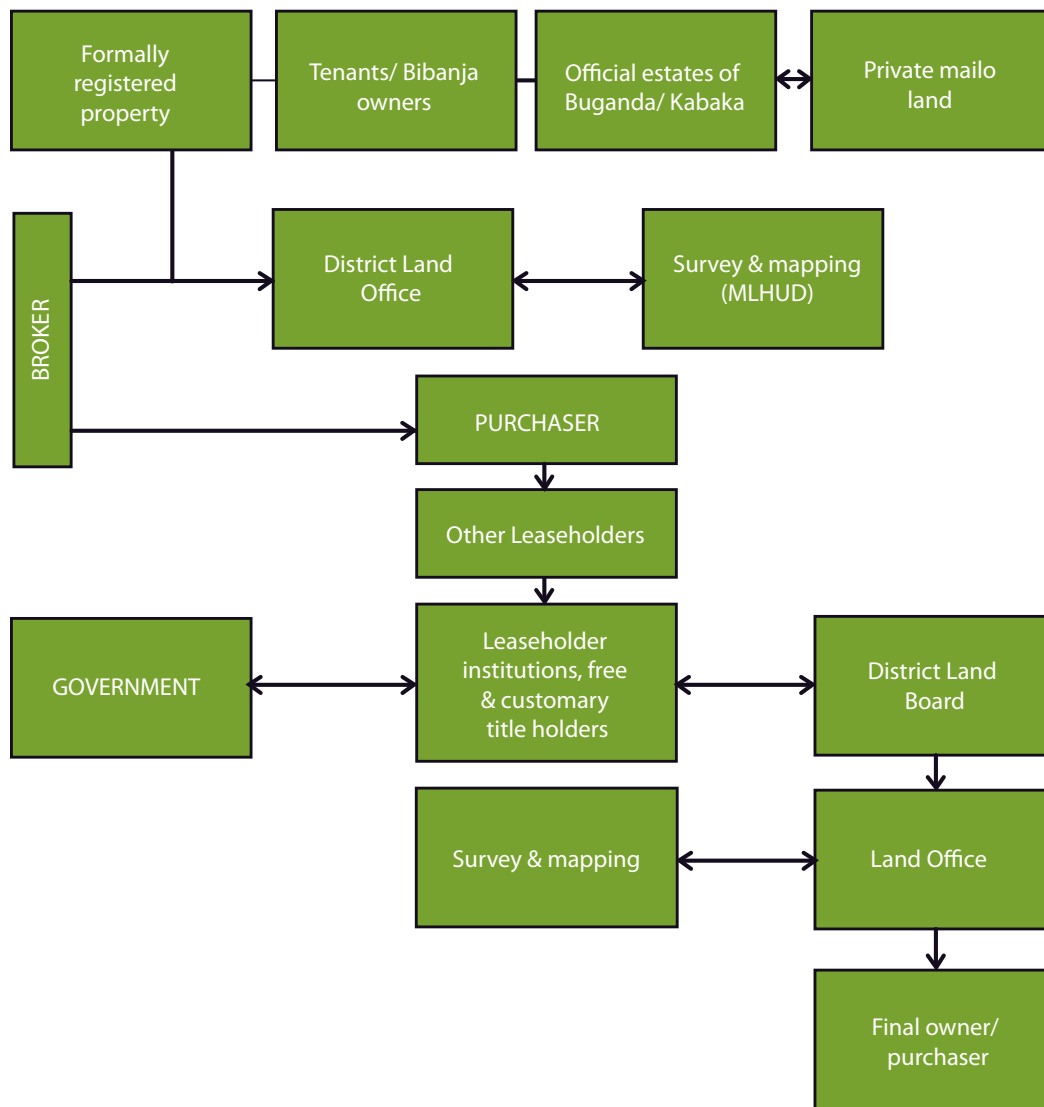 Formally
registered
property
Tenants/ Bibanja
owners
Official estates of
Buganda/ Kabaka
Private mailo
land
BROKER
District Land
Office
Survey & mapping
(MLHUD)
PURCHASER
Other Leaseholders
GOVERNMENT
Leaseholder
institutions, free
& customary
title holders
District Land
Board
Survey & mapping
Land Office
Final owner/
purchaser